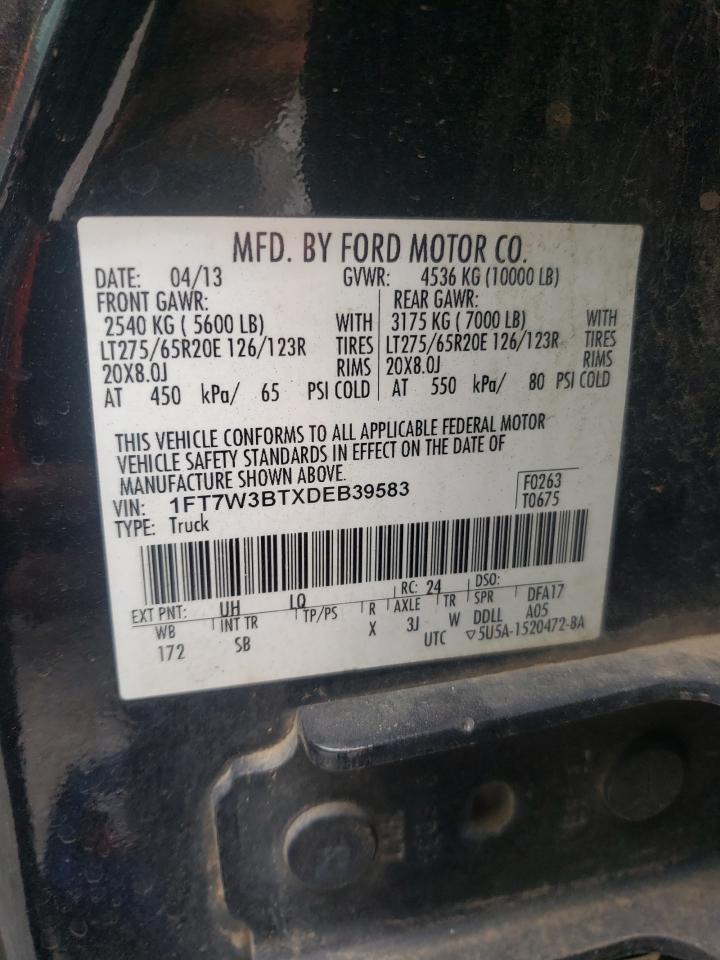 MFD. BY FORD MOTOR CO.
DATE: 04/13 GVWR: 4536 KG (10000 LB)
FRONT GAWR: REAR GAWR:
2540 KG ( 5600 LB) WITH 3175 KG ( 7000 LB) WITH
LT275/65R20E 126/123R TIRES LT275/65R20E 126/123R TIRES
20X8.0J RIMS 20X8.0J RIMS
AT 450 kPa/ 65 PSI COLD AT 550 kPa/ 80 PSI COLD
THIS VEHICLE CONFORMS TO ALL APPLICABLE FEDERAL MOTOR
VEHICLE SAFETY STANDARDS IN EFFECT ON THE DATE OF
MANUFACTURE SHOWN ABOVE.
VIN: 1FT7W3BTXDEB39583 F0263
TYPE: Truck T0675
EXT PNT: UH LQ RC: 24 DSO:
WB INT TR TP/PS R AXLE TR SPR DFA17
172 SB X 3J W DDLL A05
UTC ▽5U5A-1520472-BA